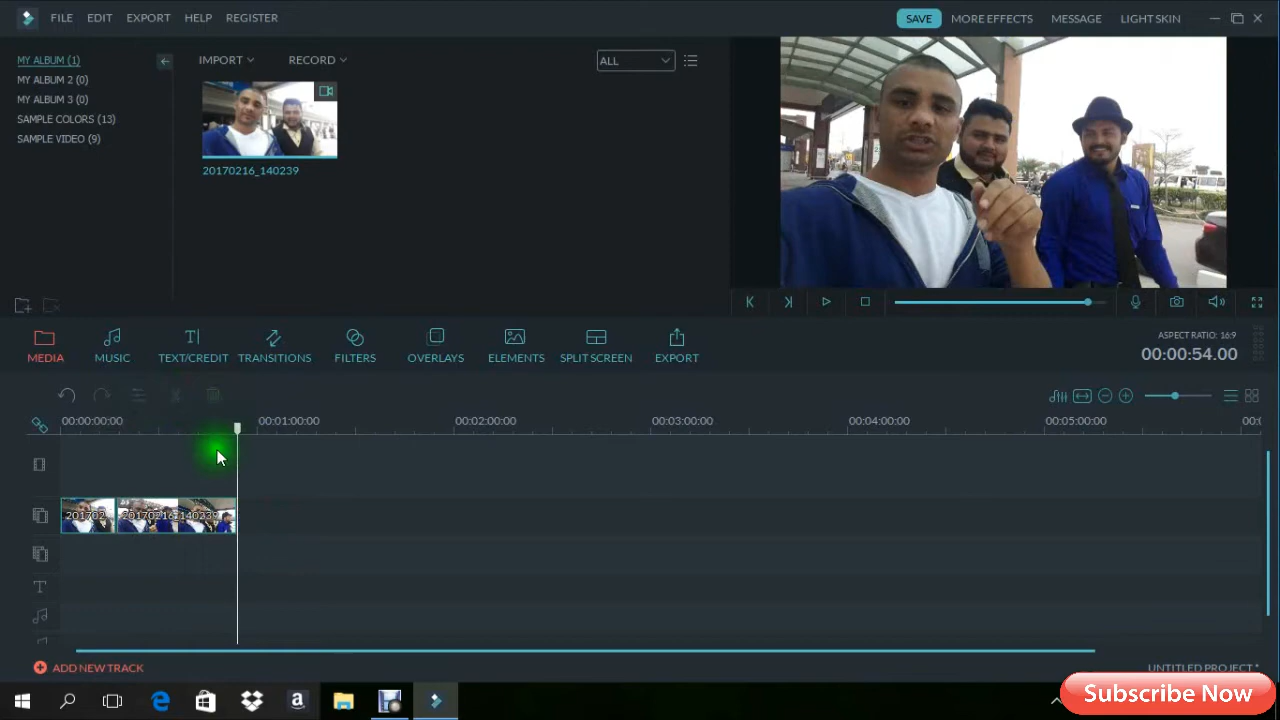 FILE EDIT EXPORT HELP REGISTER SAVE MORE EFFECTS MESSAGE LIGHT SKIN
MY ALBUM (1)
MY ALBUM 2 (0)
MY ALBUM 3 (0)
SAMPLE COLORS (13)
SAMPLE VIDEO (9)
IMPORT RECORD ALL
20170216_140239
MEDIA MUSIC TEXT/CREDIT TRANSITIONS FILTERS OVERLAYS ELEMENTS SPLIT SCREEN EXPORT
ASPECT RATIO: 16:9
00:00:54.00
00:00:00:00 00:01:00:00 00:02:00:00 00:03:00:00 00:04:00:00 00:05:00:00 00:0
201702 20170216_140239
ADD NEW TRACK
UNTITLED PROJECT *
Subscribe Now